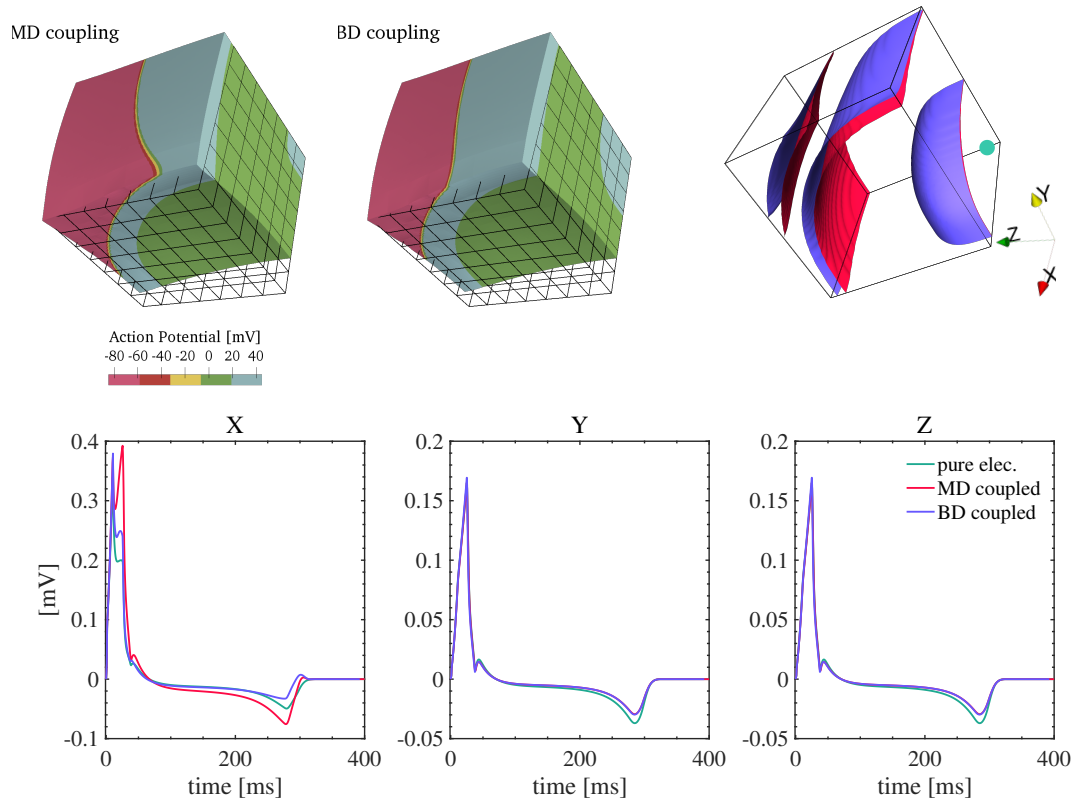 MD coupling
BD coupling
Y
Z
X
Action Potential [mV]
-80 -60 -40 -20 0 20 40
X
Y
Z
[mV]
0.4
0.3
0.2
0.1
0
-0.1
0 200 400
time [ms]
0.2
0.15
0.1
0.05
0
-0.05
0 200 400
time [ms]
0.2
0.15
0.1
0.05
0
-0.05
0 200 400
time [ms]
pure elec.
MD coupled
BD coupled